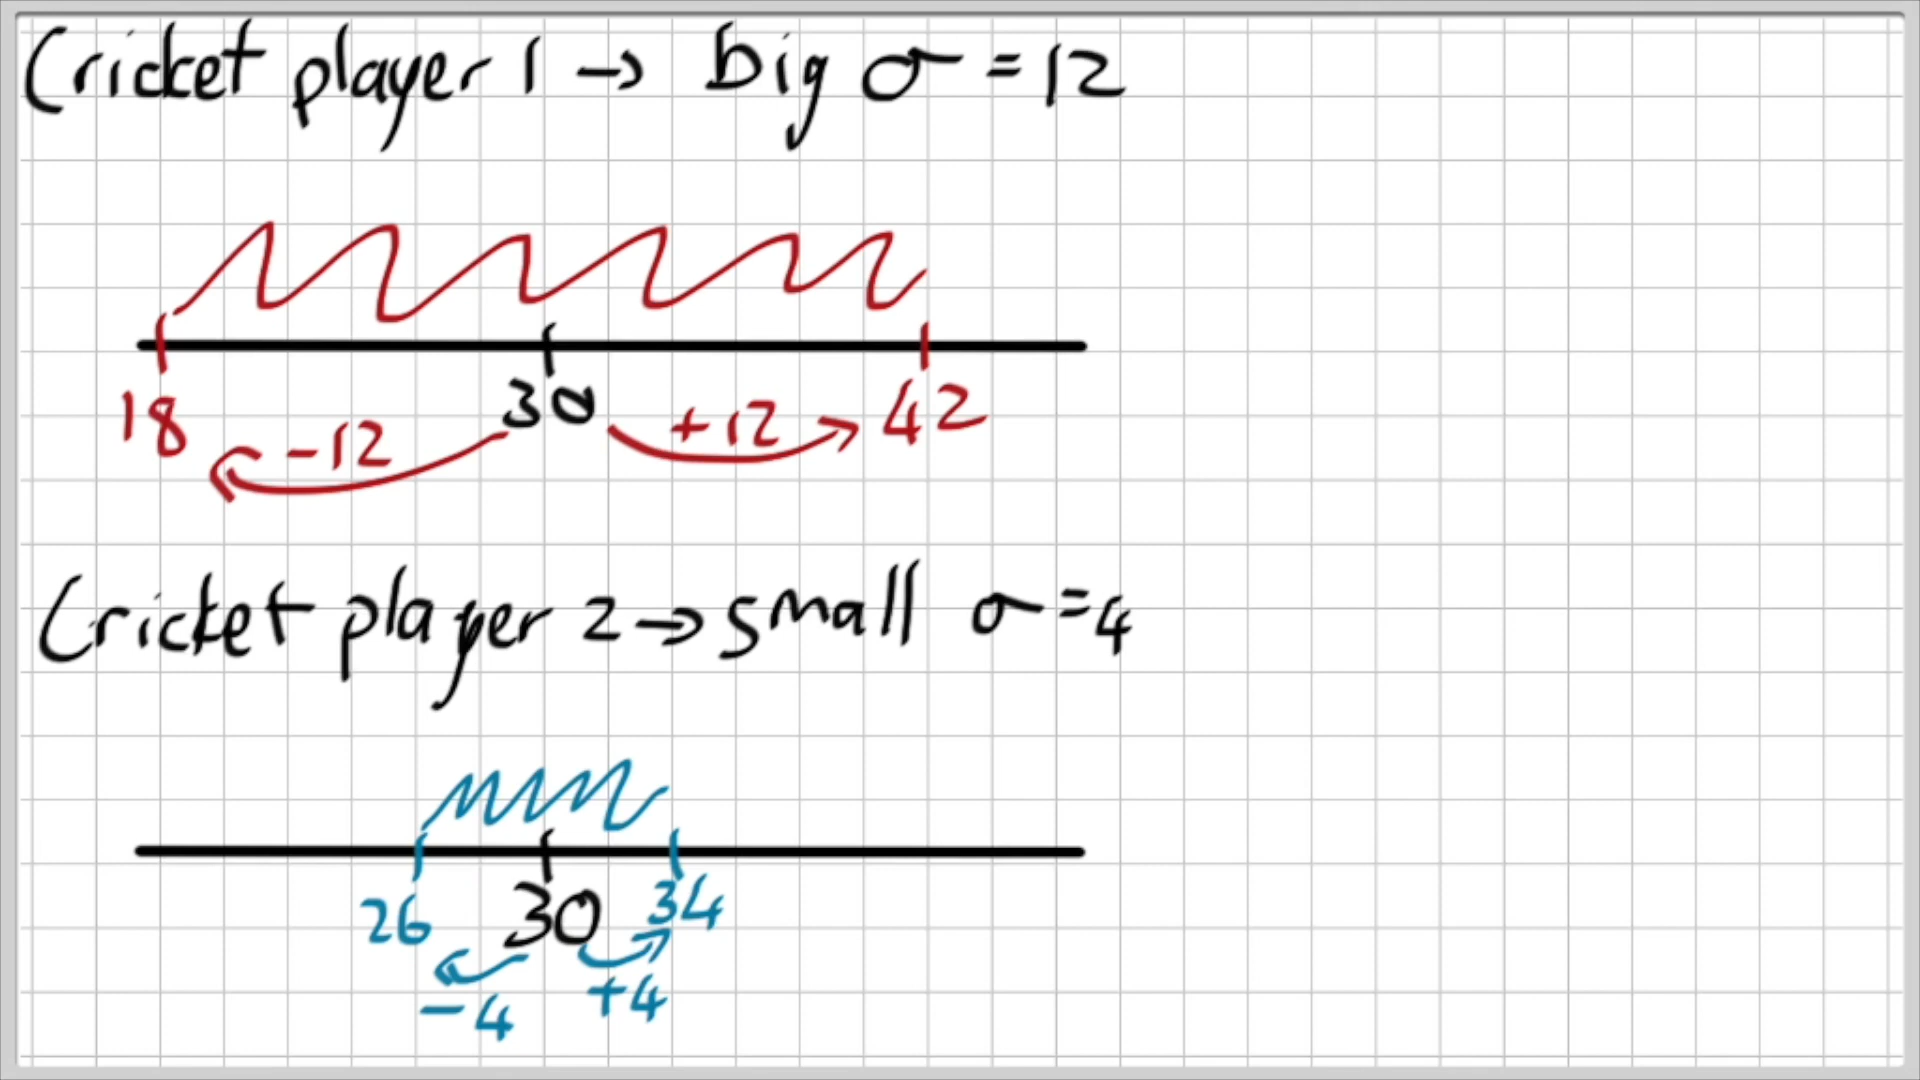 Cricket player 1 → big σ = 12
18 30 42
-12 +12
Cricket player 2 → small σ = 4
26 30 34
-4 +4